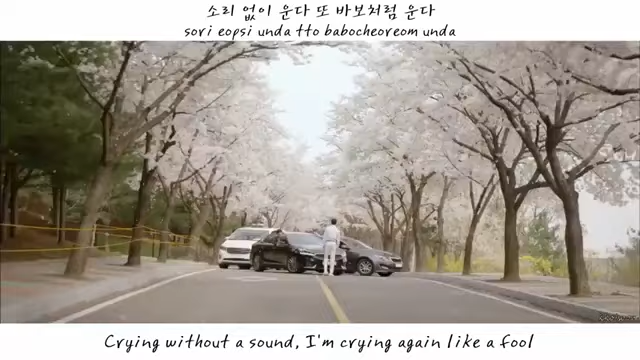 소리 없이 운다 또 바보처럼 운다
sori eopsi unda tto babocheoreom unda
Crying without a sound, I'm crying again like a fool